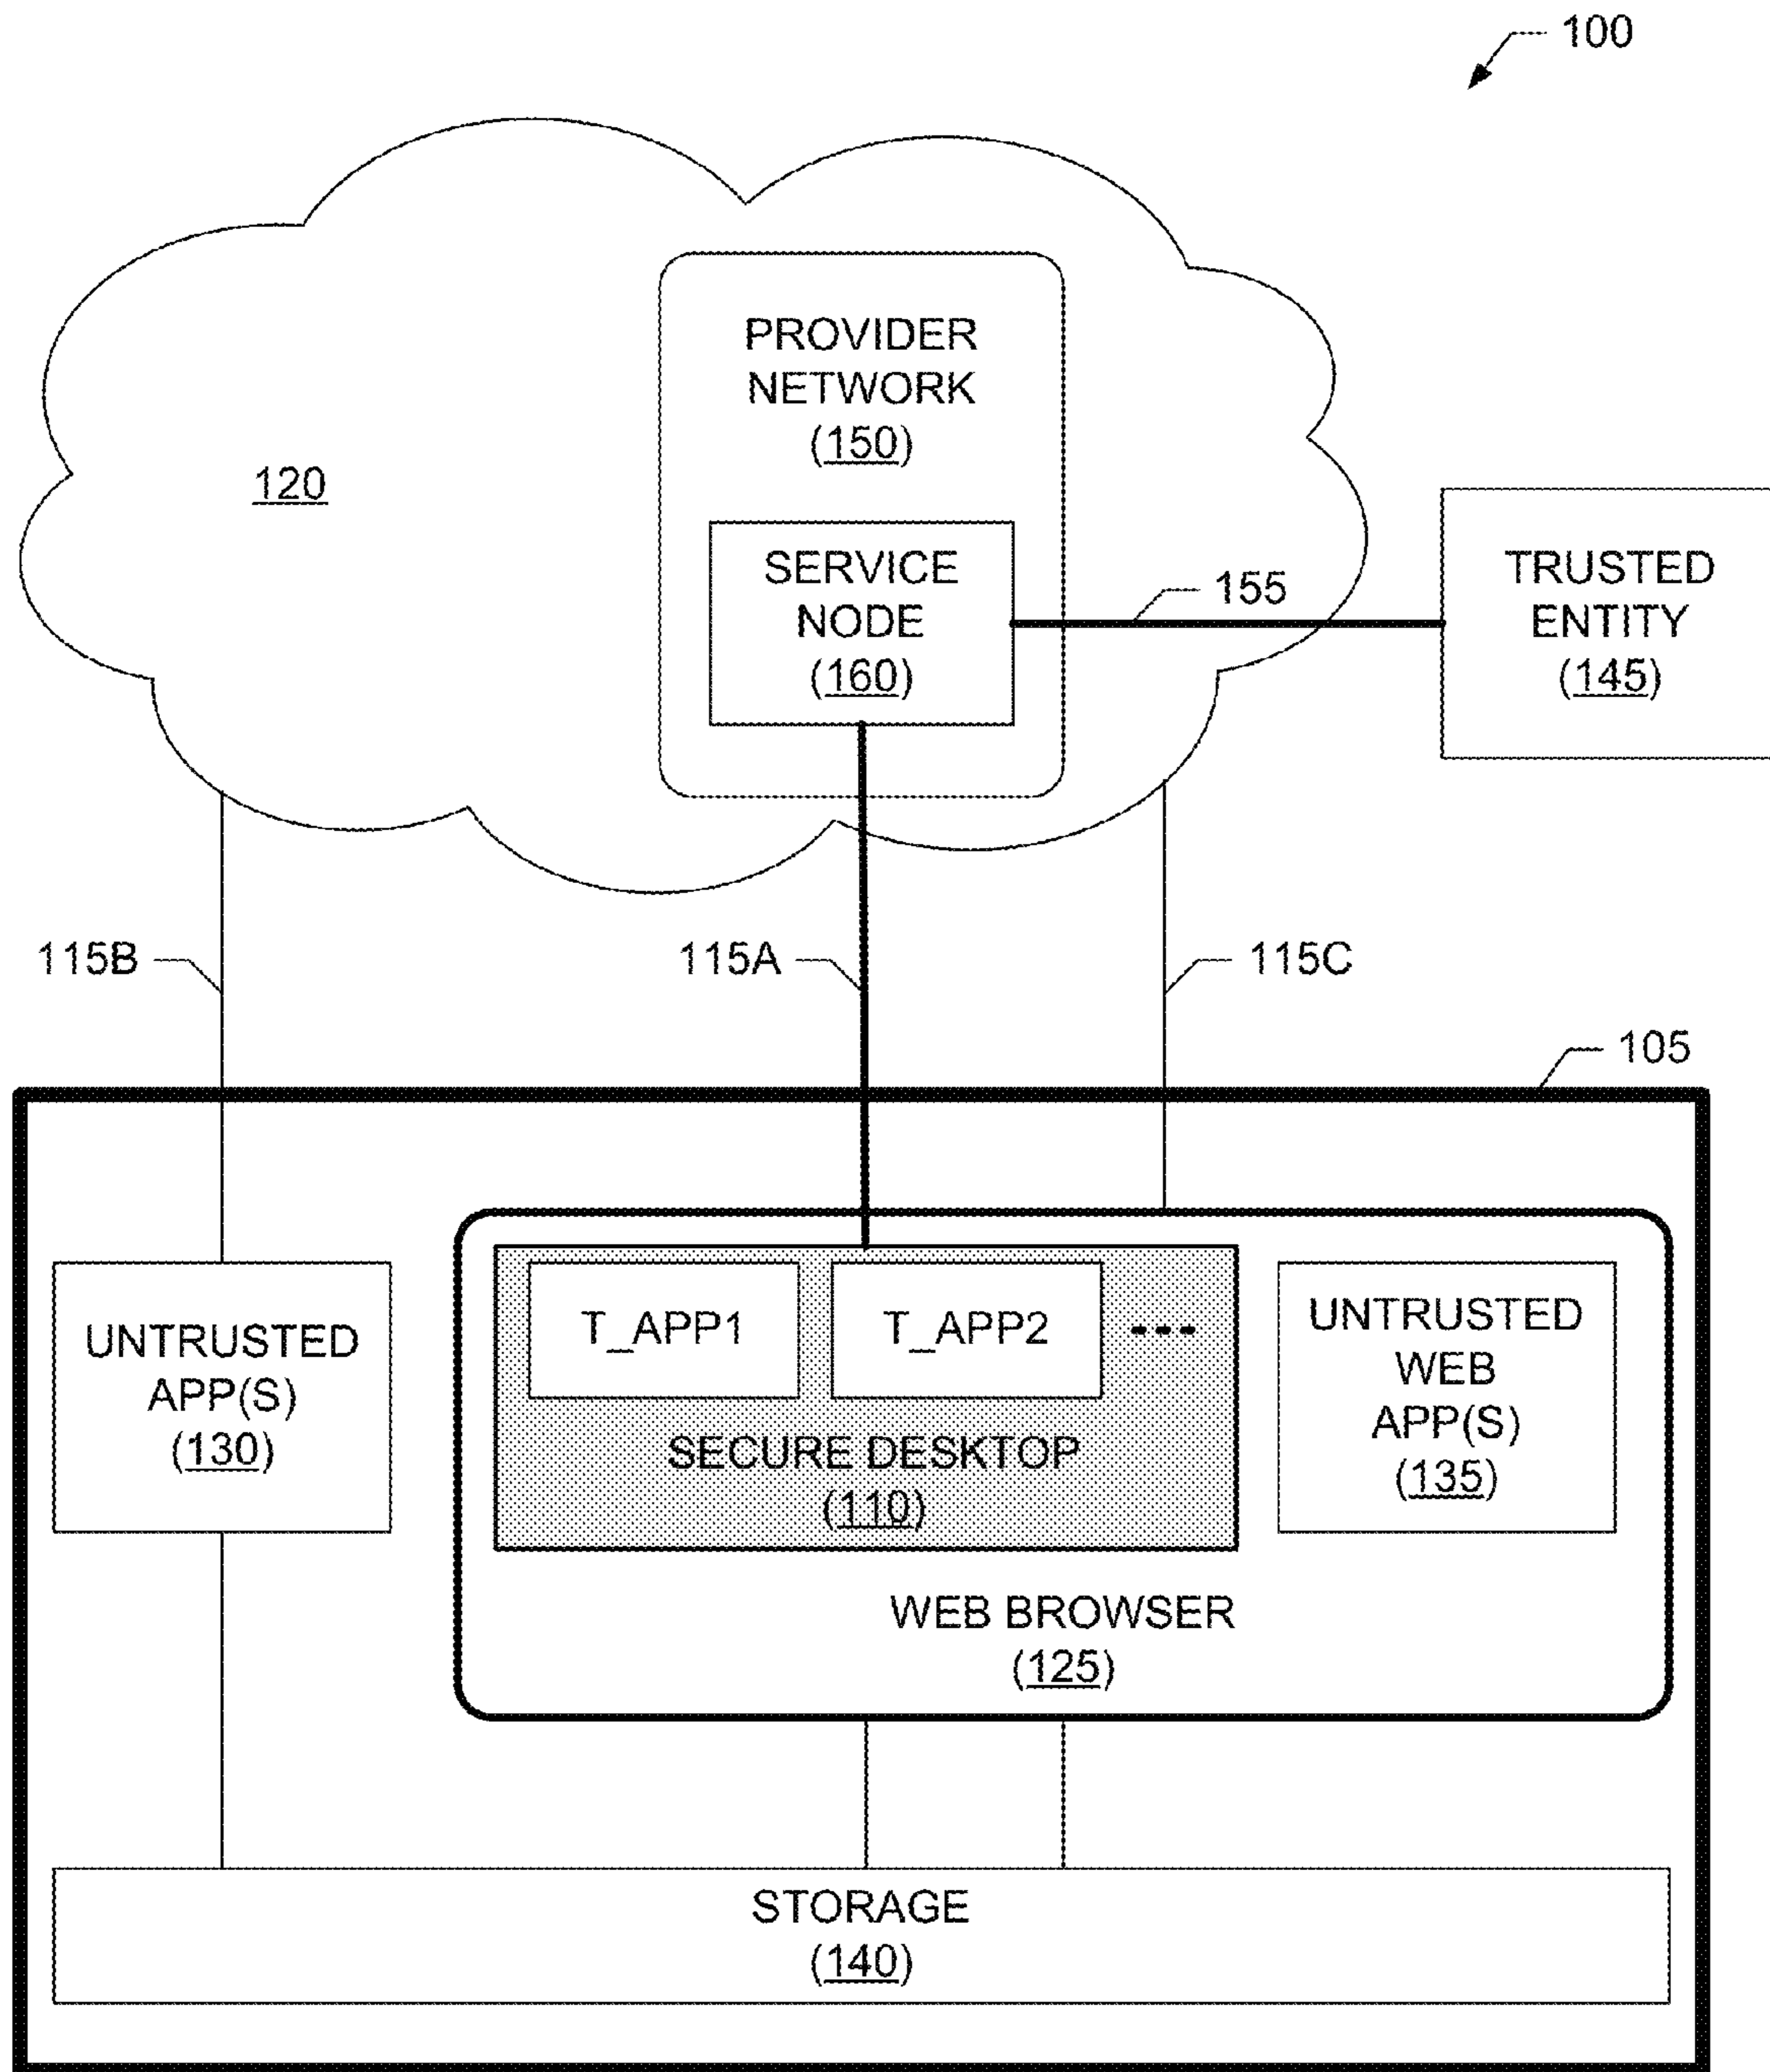 100
PROVIDER
NETWORK
(150)
120
SERVICE
NODE
(160)
155
TRUSTED
ENTITY
(145)
115B
115A
115C
105
UNTRUSTED
APP(S)
(130)
T_APP1
T_APP2
SECURE DESKTOP
(110)
UNTRUSTED
WEB
APP(S)
(135)
WEB BROWSER
(125)
STORAGE
(140)